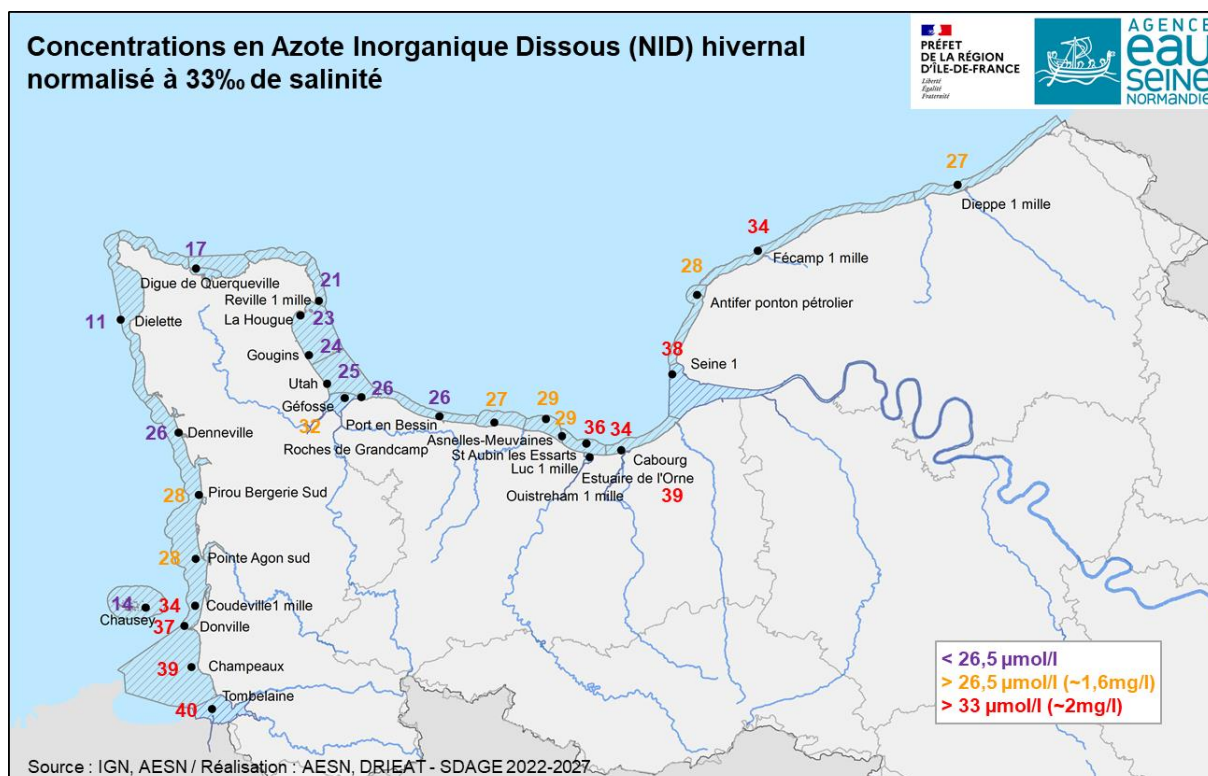 Concentrations en Azote Inorganique Dissous (NID) hivernal
normalisé à 33‰ de salinité
PRÉFET
DE LA RÉGION
D'ÎLE-DE-FRANCE
Liberté
Égalité
Fraternité
AGENCE
eau
SEINE
NORMANDIE
27
Dieppe 1 mille
34
Fécamp 1 mille
28
Antifer ponton pétrolier
38
Seine 1
17
Digue de Querqueville
21
Reville 1 mille
11
Dielette
La Hougue
23
Gougins
24
Utah
25
Géfosse
26
32
Roches de Grandcamp
26
Port en Bessin
27
Asnelles-Meuvaines
29
St Aubin les Essarts
29
Luc 1 mille
36
34
Cabourg
Estuaire de l'Orne
Ouistreham 1 mille
39
26
Denneville
28
Pirou Bergerie Sud
28
Pointe Agon sud
14
Chausey
34
Coudeville1 mille
37
Donville
39
Champeaux
40
Tombelaine
< 26,5 µmol/l
> 26,5 µmol/l (~1,6mg/l)
> 33 µmol/l (~2mg/l)
Source : IGN, AESN / Réalisation : AESN, DRIEAT - SDAGE 2022-2027